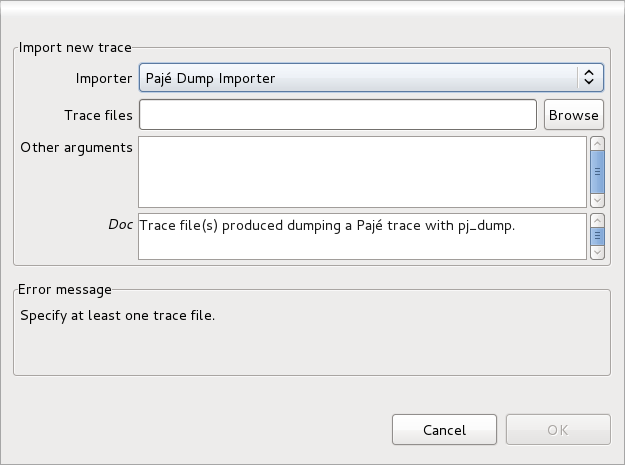 Import new trace
Importer Pajé Dump Importer
Trace files Browse
Other arguments
Doc Trace file(s) produced dumping a Pajé trace with pj_dump.
Error message
Specify at least one trace file.
Cancel OK